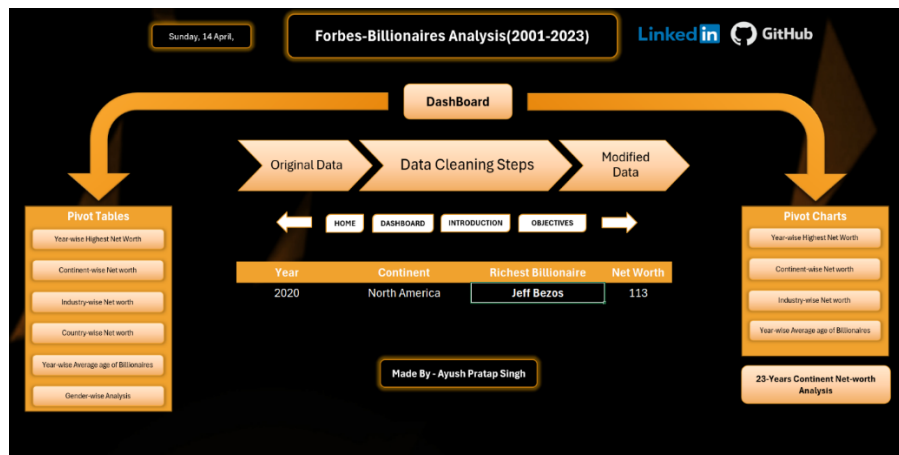 Sunday, 14 April,
Forbes-Billionaires Analysis(2001-2023)
Linked in
GitHub
DashBoard
Original Data
Data Cleaning Steps
Modified
Data
HOME
DASHBOARD
INTRODUCTION
OBJECTIVES
Pivot Tables
Year-wise Highest Net Worth
Continent-wise Net worth
Industry-wise Net worth
Country-wise Net worth
Year-wise Average age of Billionaires
Gender-wise Analysis
Year Continent Richest Billionaire Net Worth
2020 North America Jeff Bezos 113
Made By - Ayush Pratap Singh
Pivot Charts
Year-wise Highest Net Worth
Continent-wise Net worth
Industry-wise Net worth
Year-wise Average age of Billionaires
23-Years Continent Net-worth
Analysis